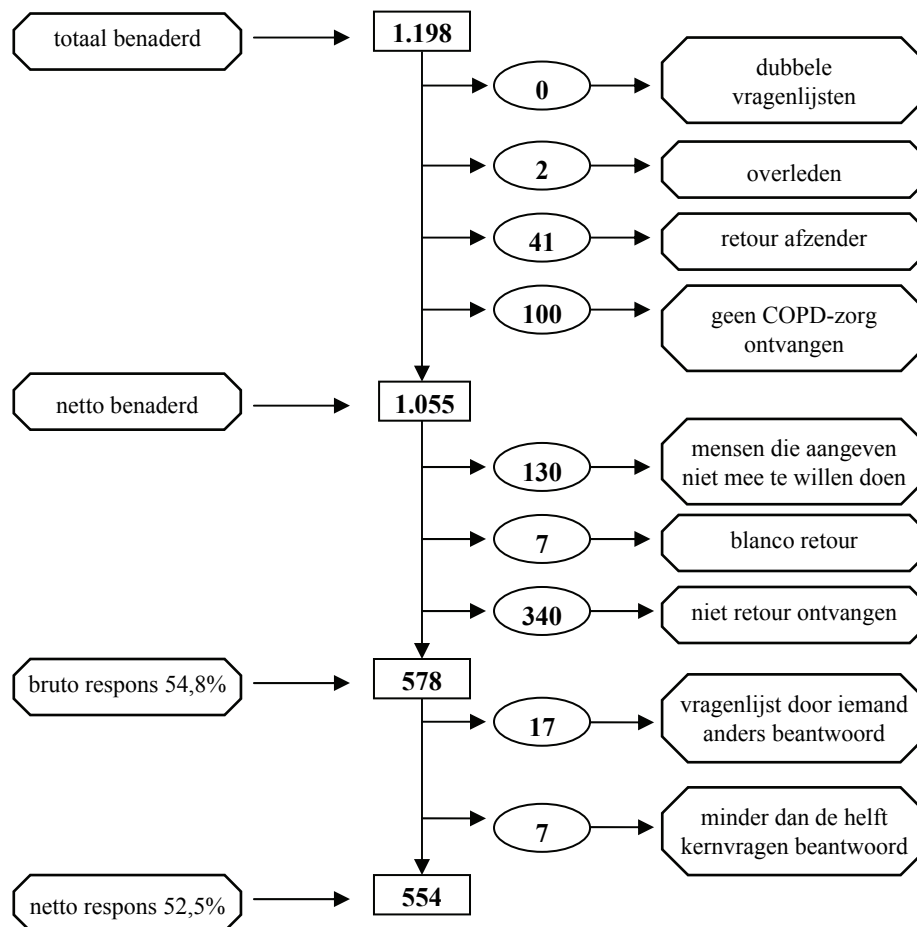 totaal benaderd
1.198
0
dubbele
vragenlijsten
2
overleden
41
retour afzender
100
geen COPD-zorg
ontvangen
netto benaderd
1.055
130
mensen die aangeven
niet mee te willen doen
7
blanco retour
340
niet retour ontvangen
bruto respons 54,8%
578
17
vragenlijst door iemand
anders beantwoord
7
minder dan de helft
kernvragen beantwoord
netto respons 52,5%
554